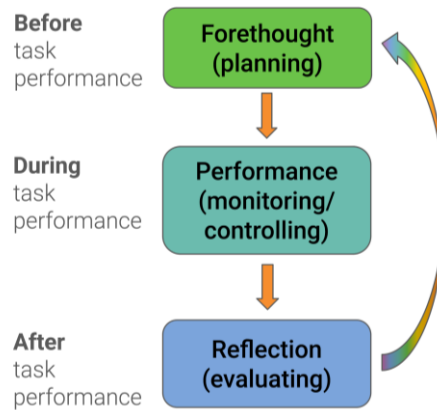 Before
task
performance
Forethought
(planning)
During
task
performance
Performance
(monitoring/
controlling)
After
task
performance
Reflection
(evaluating)